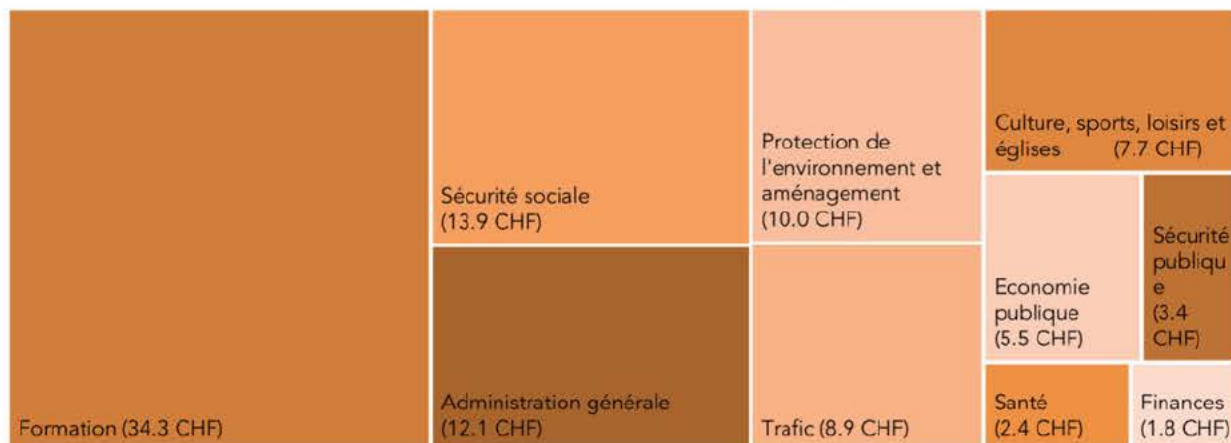 Formation (34.3 CHF)
Sécurité sociale
(13.9 CHF)
Administration générale
(12.1 CHF)
Protection de
l'environnement et
aménagement
(10.0 CHF)
Trafic (8.9 CHF)
Culture, sports, loisirs et
églises (7.7 CHF)
Economie
publique
(5.5 CHF)
Sécurité
publiqu
e
(3.4
CHF)
Santé
(2.4 CHF)
Finances
(1.8 CHF)